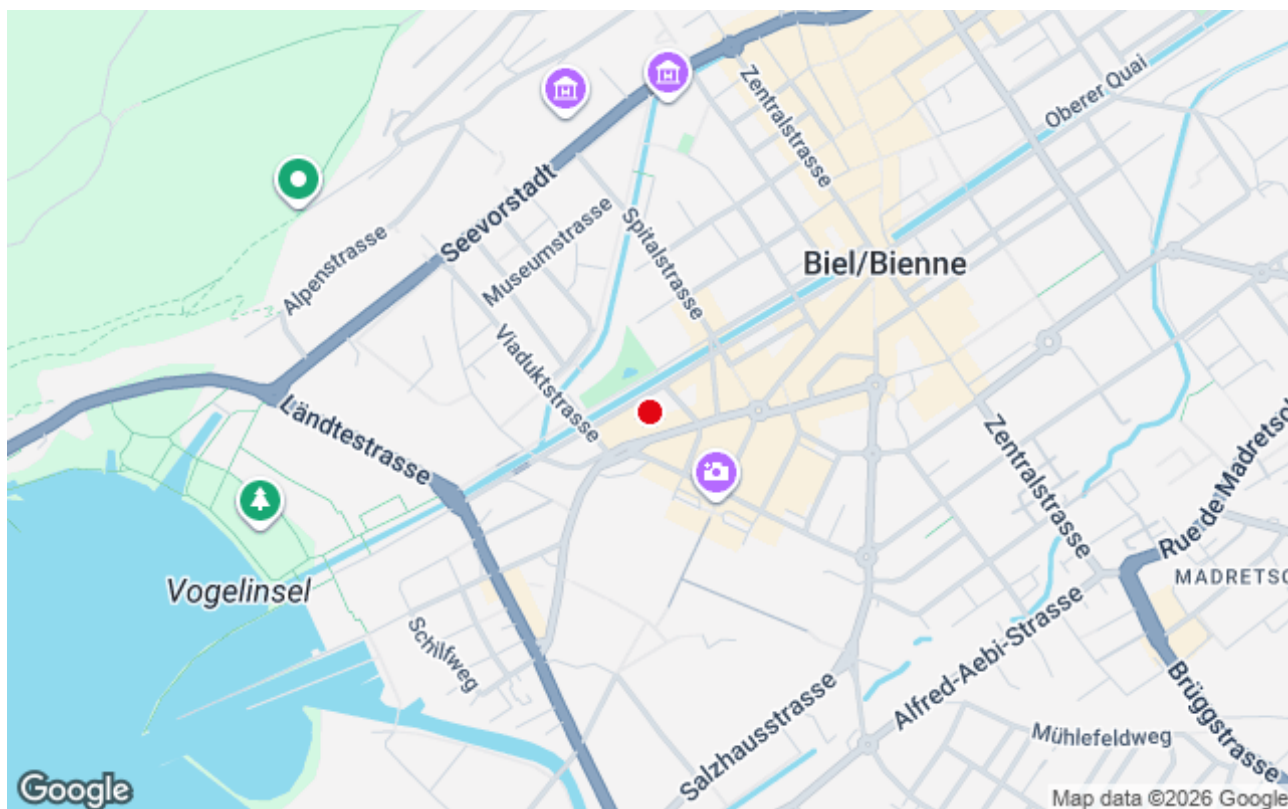 Zentralstrasse
Oberer Quai
Seevorstadt
Museumstrasse
Spitalstrasse
Alpenstrasse
Biel/Bienne
Viaduktstrasse
Ländtestrasse
Zentralstrasse
Rue de Madretsch
Vogelinsel
MADRETSC
Schilfweg
Alfred-Aebi-Strasse
Salzhausstrasse
Brüggstrasse
Mühlefeldweg
Google
Map data ©2026 Google